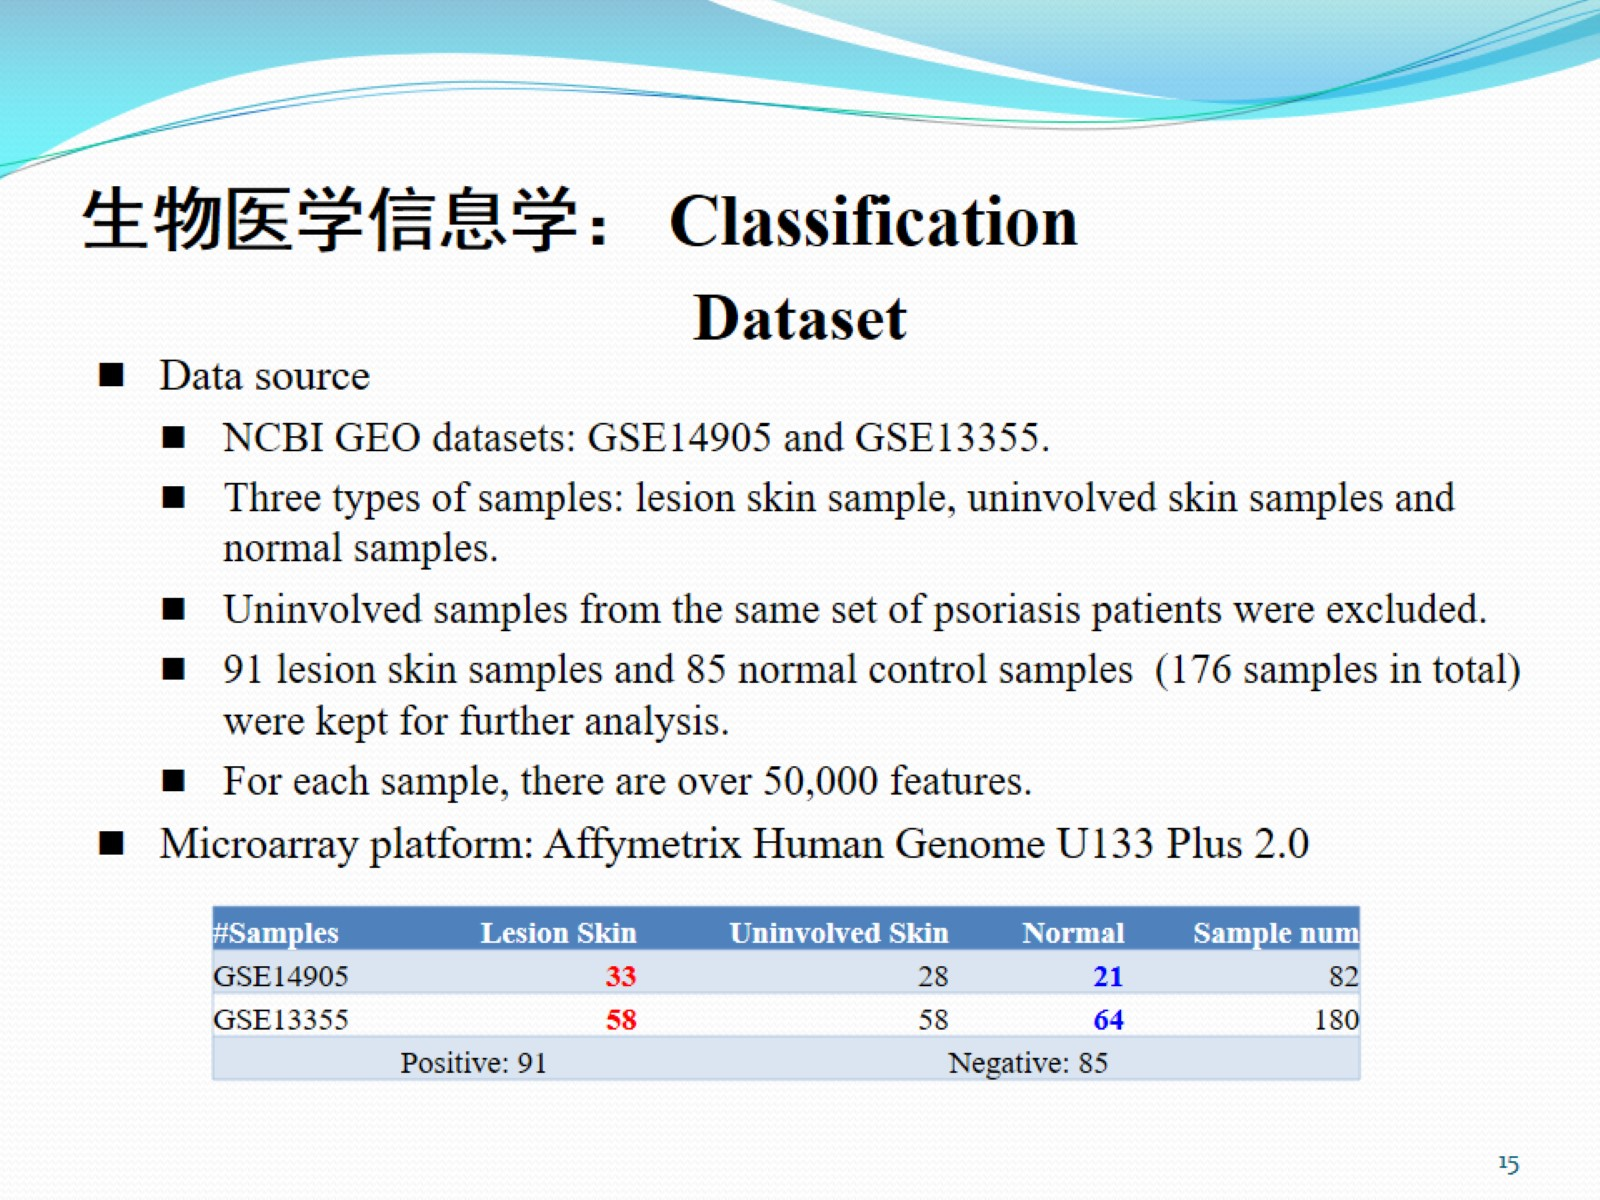 生物医学信息学： Classification
Dataset
■ Data source
■ NCBI GEO datasets: GSE14905 and GSE13355.
■ Three types of samples: lesion skin sample, uninvolved skin samples and
normal samples.
■ Uninvolved samples from the same set of psoriasis patients were excluded.
■ 91 lesion skin samples and 85 normal control samples (176 samples in total)
were kept for further analysis.
■ For each sample, there are over 50,000 features.
■ Microarray platform: Affymetrix Human Genome U133 Plus 2.0
#Samples Lesion Skin Uninvolved Skin Normal Sample num
GSE14905 33 28 21 82
GSE13355 58 58 64 180
Positive: 91 Negative: 85
15